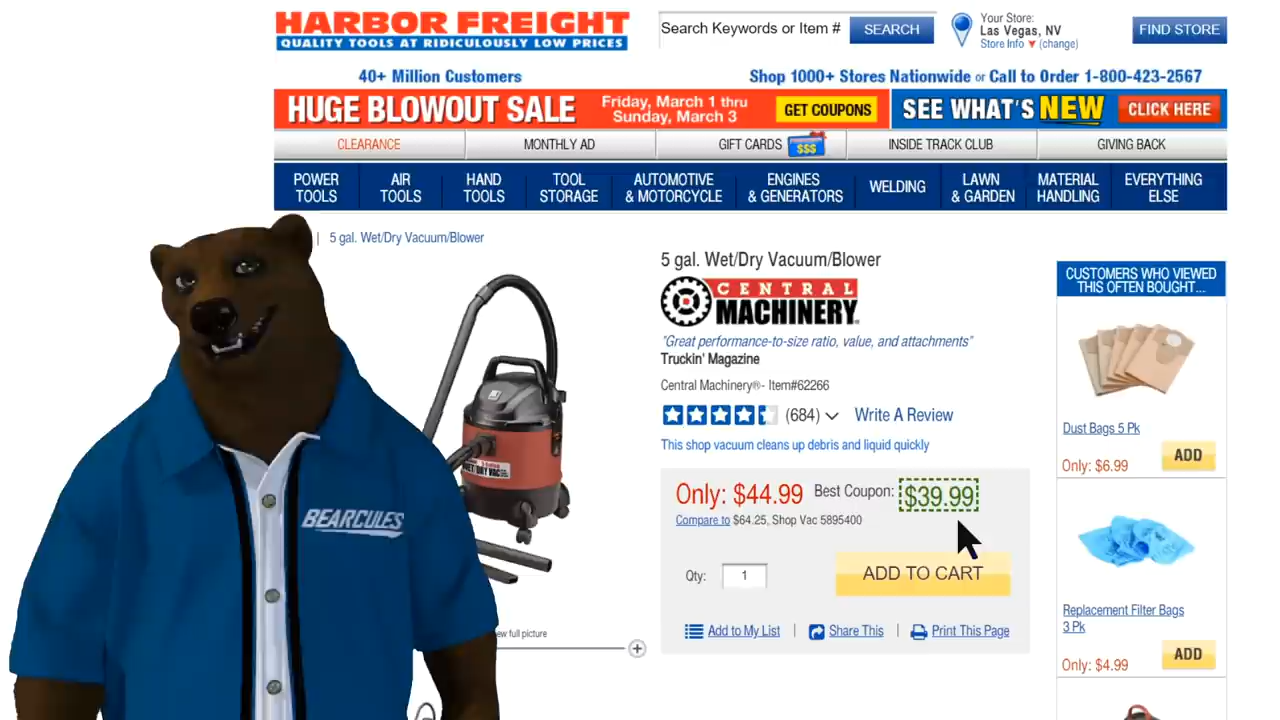 HARBOR FREIGHT
QUALITY TOOLS AT RIDICULOUSLY LOW PRICES
Search Keywords or Item #
SEARCH
Your Store:
Las Vegas, NV
Store Info (change)
FIND STORE
40+ Million Customers
Shop 1000+ Stores Nationwide or Call to Order 1-800-423-2567
HUGE BLOWOUT SALE
Friday, March 1 thru
Sunday, March 3
GET COUPONS
SEE WHAT'S NEW
CLICK HERE
CLEARANCE
MONTHLY AD
GIFT CARDS
$$$
INSIDE TRACK CLUB
GIVING BACK
POWER
TOOLS
AIR
TOOLS
HAND
TOOLS
TOOL
STORAGE
AUTOMOTIVE
& MOTORCYCLE
ENGINES
& GENERATORS
WELDING
LAWN
& GARDEN
MATERIAL
HANDLING
EVERYTHING
ELSE
| 5 gal. Wet/Dry Vacuum/Blower
5 gal. Wet/Dry Vacuum/Blower
CENTRAL
MACHINERY.
"Great performance-to-size ratio, value, and attachments"
Truckin' Magazine
Central Machinery® - Item#62266
(684)
Write A Review
This shop vacuum cleans up debris and liquid quickly
Only: $44.99
Best Coupon: $39.99
Compare to $64.25, Shop Vac 5895400
Qty: 1
ADD TO CART
Add to My List | Share This | Print This Page
full picture
WET/DRY VAC
BEARCULES
CUSTOMERS WHO VIEWED
THIS OFTEN BOUGHT...
Dust Bags 5 Pk
Only: $6.99
ADD
Replacement Filter Bags
3 Pk
Only: $4.99
ADD